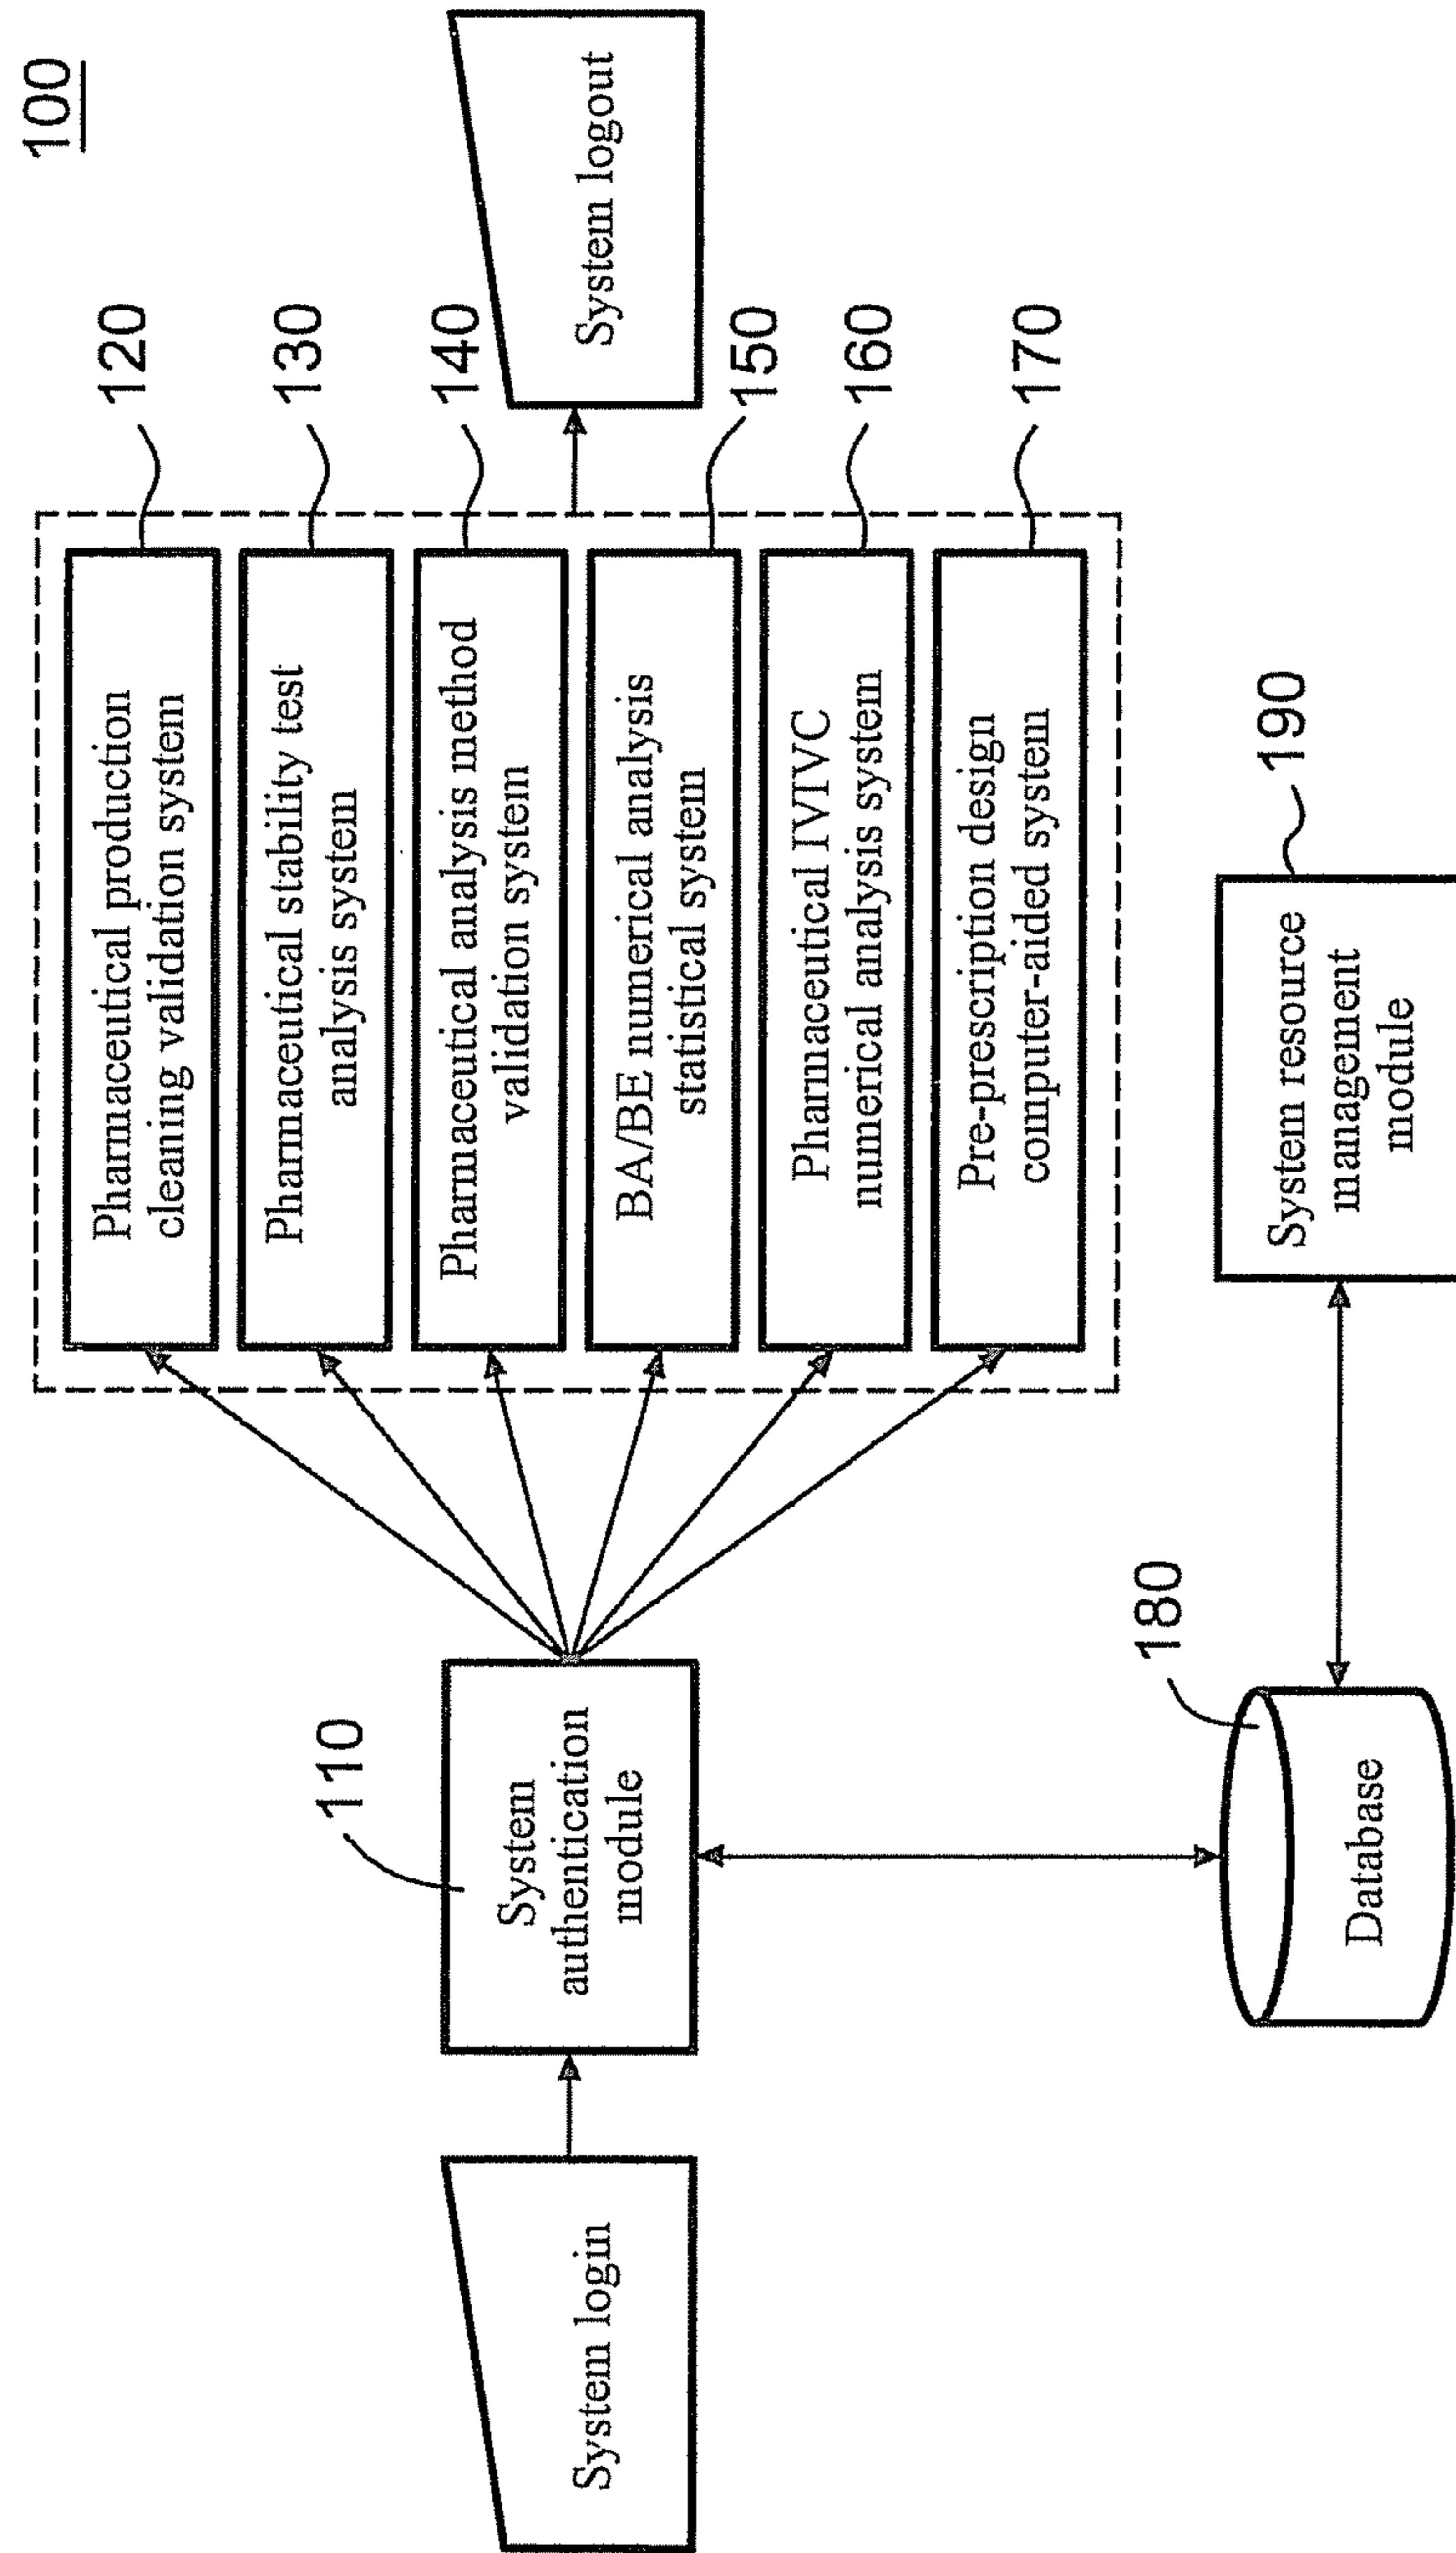 100
System login
110
System
authentication
module
Pharmaceutical production
cleaning validation system
120
Pharmaceutical stability test
analysis system
130
Pharmaceutical analysis method
validation system
140
BA/BE numerical analysis
statistical system
150
Pharmaceutical IVIVC
numerical analysis system
160
Pre-prescription design
computer-aided system
170
System logout
180
Database
System resource
management
module
190